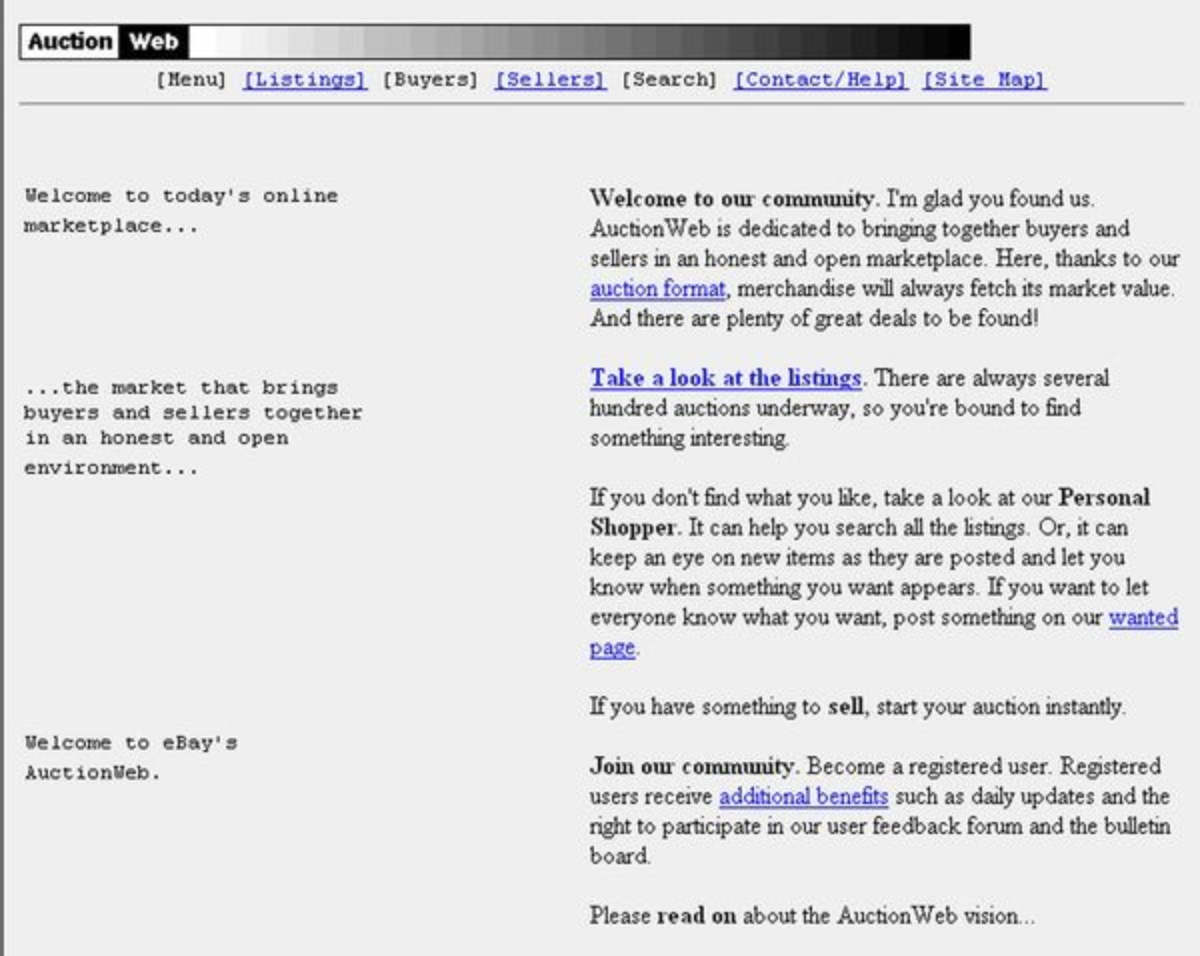 Auction Web
[Menu] [Listings] [Buyers] [Sellers] [Search] [Contact/Help] [Site Map]
Welcome to today's online
marketplace...
...the market that brings
buyers and sellers together
in an honest and open
environment...
Welcome to eBay's
AuctionWeb.
Welcome to our community. I'm glad you found us.
AuctionWeb is dedicated to bringing together buyers and
sellers in an honest and open marketplace. Here, thanks to our
auction format, merchandise will always fetch its market value.
And there are plenty of great deals to be found!
Take a look at the listings. There are always several
hundred auctions underway, so you're bound to find
something interesting.
If you don't find what you like, take a look at our Personal
Shopper. It can help you search all the listings. Or, it can
keep an eye on new items as they are posted and let you
know when something you want appears. If you want to let
everyone know what you want, post something on our wanted
page.
If you have something to sell, start your auction instantly.
Join our community. Become a registered user. Registered
users receive additional benefits such as daily updates and the
right to participate in our user feedback forum and the bulletin
board.
Please read on about the AuctionWeb vision...